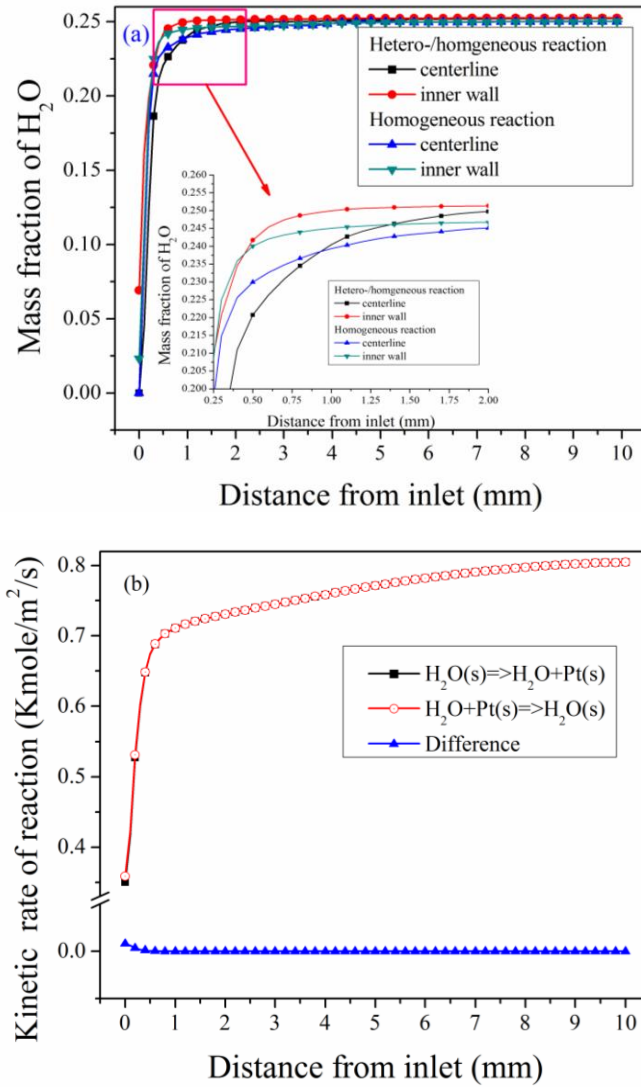 (a)
Mass fraction of H₂O
0.25
0.20
0.15
0.10
0.05
0.00
Hetero-/homgeneous reaction
centerline
inner wall
Homogeneous reaction
centerline
inner wall
Mass fraction of H₂O
0.260
0.255
0.250
0.245
0.240
0.235
0.230
0.225
0.220
0.215
0.210
0.205
0.200
Hetero-/homgeneous reaction
centerline
inner wall
Homogeneous reaction
centerline
inner wall
0.25 0.50 0.75 1.00 1.25 1.50 1.75 2.00
Distance from inlet (mm)
0 1 2 3 4 5 6 7 8 9 10
Distance from inlet (mm)
(b)
Kinetic rate of reaction (Kmole/m²/s)
0.8
0.7
0.6
0.5
0.4
0.0
H₂O(s)=>H₂O+Pt(s)
H₂O+Pt(s)=>H₂O(s)
Difference
0 1 2 3 4 5 6 7 8 9 10
Distance from inlet (mm)